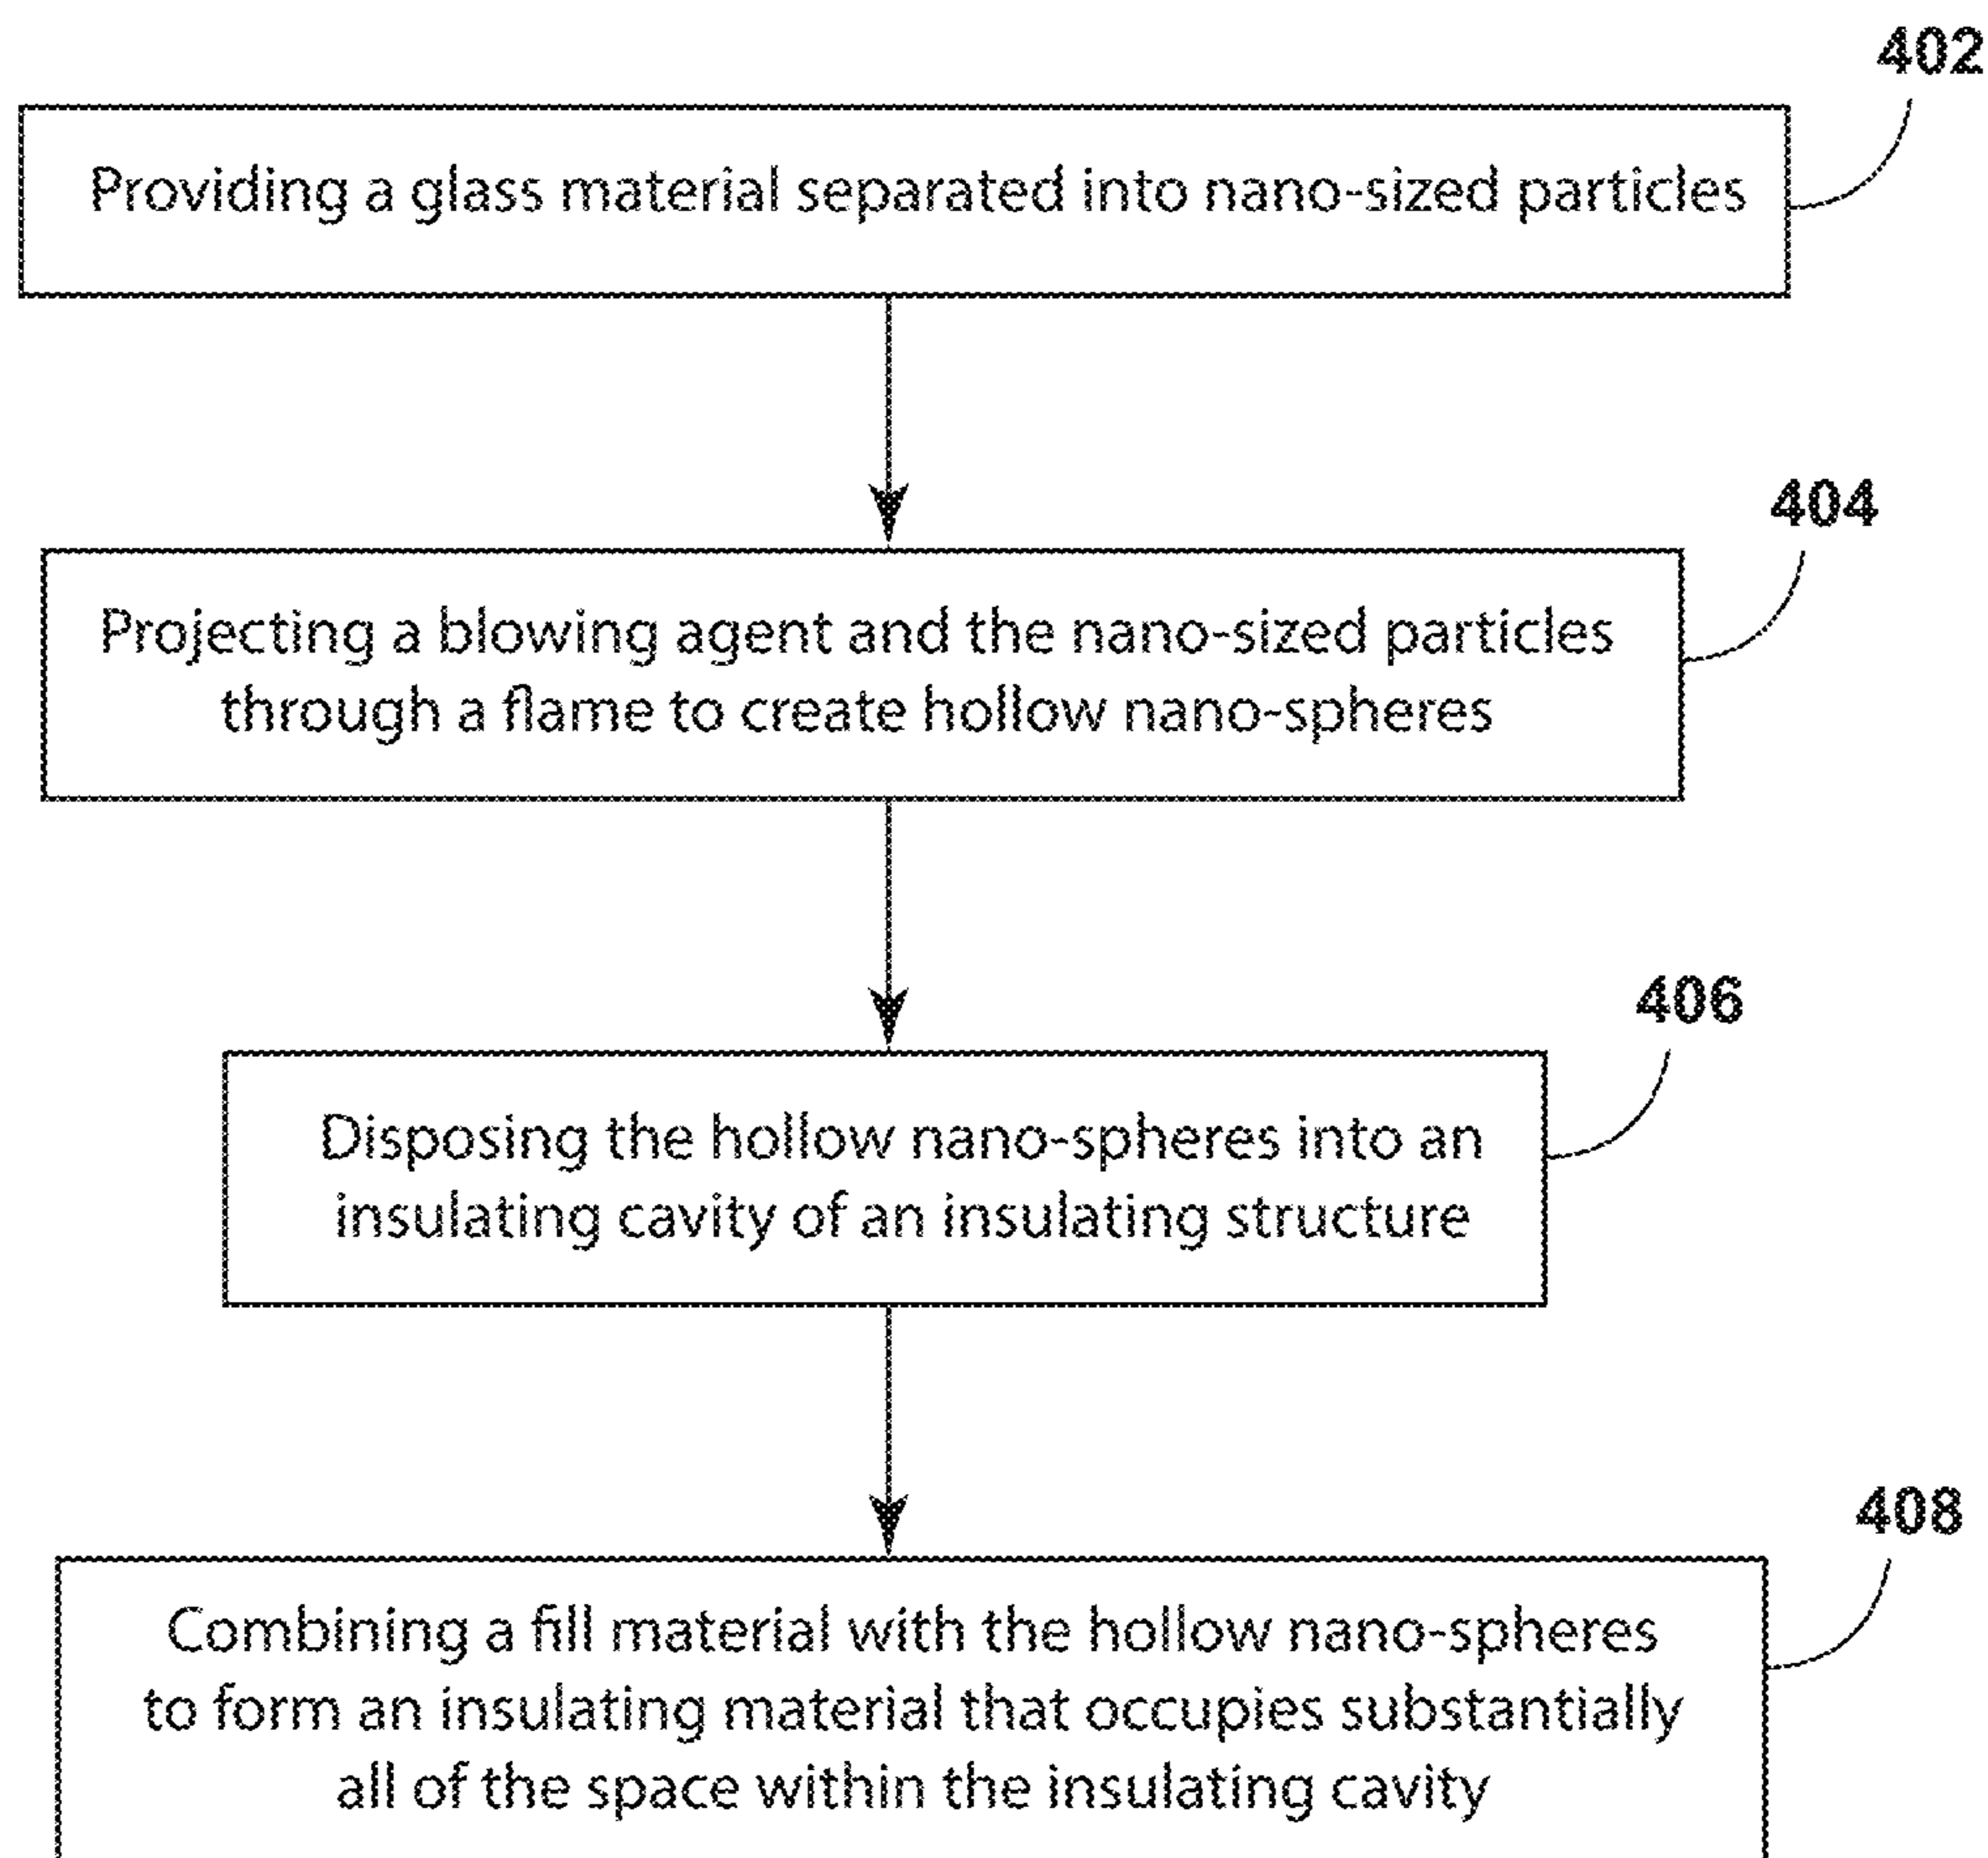 402
Providing a glass material separated into nano-sized particles
404
Projecting a blowing agent and the nano-sized particles
through a flame to create hollow nano-spheres
406
Disposing the hollow nano-spheres into an
insulating cavity of an insulating structure
408
Combining a fill material with the hollow nano-spheres
to form an insulating material that occupies substantially
all of the space within the insulating cavity